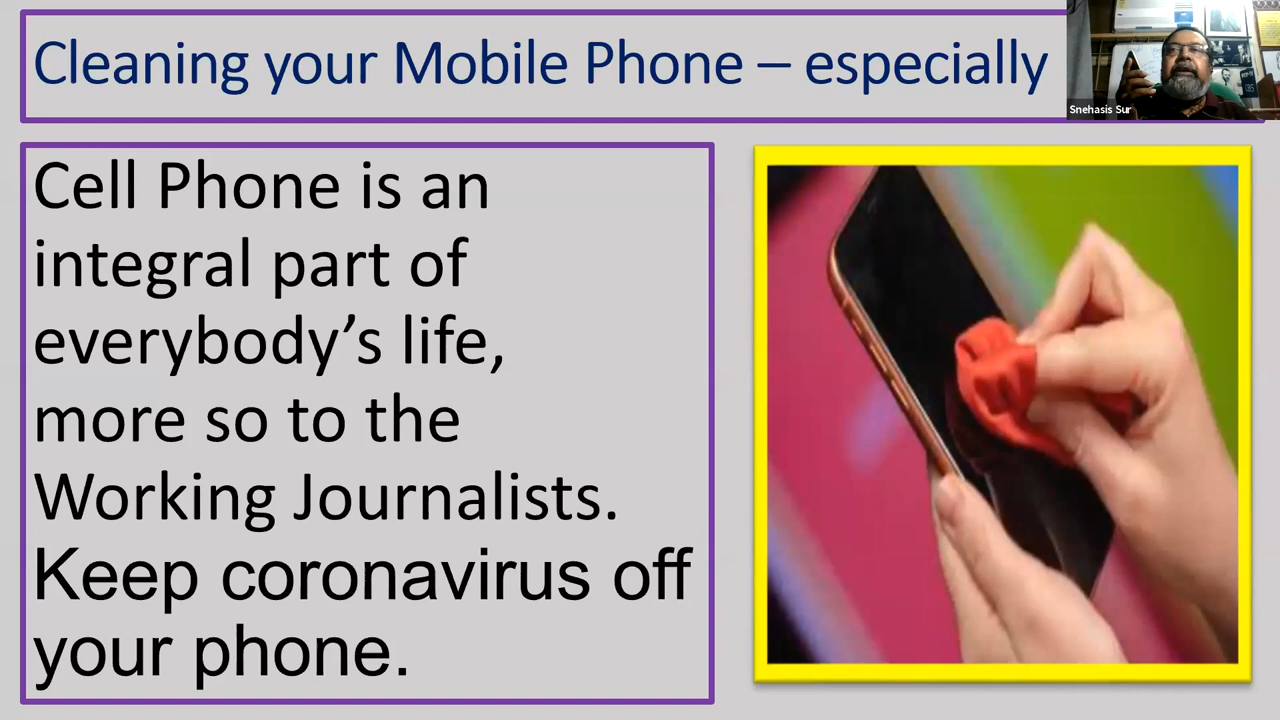 Cleaning your Mobile Phone – especially
Snehasis Sur
Cell Phone is an
integral part of
everybody’s life,
more so to the
Working Journalists.
Keep coronavirus off
your phone.